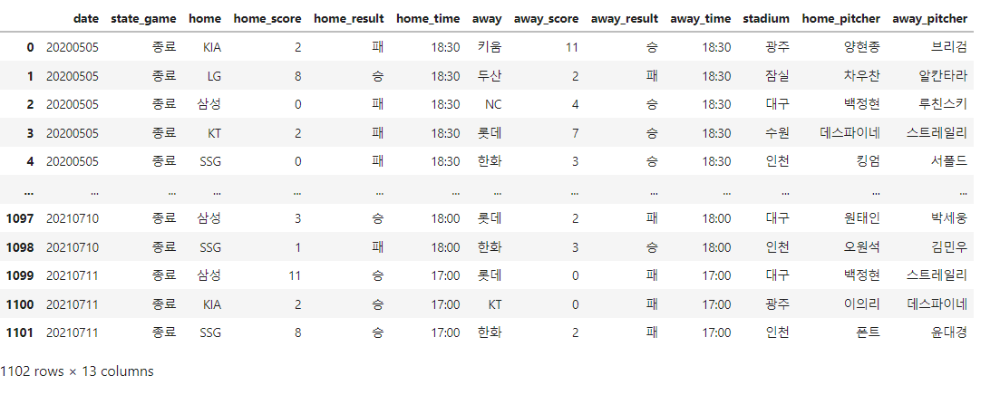 date state_game home home_score home_result home_time away away_score away_result away_time stadium home_pitcher away_pitcher
0 20200505 종료 KIA 2 패 18:30 키움 11 승 18:30 광주 양현종 브리검
1 20200505 종료 LG 8 승 18:30 두산 2 패 18:30 잠실 차우찬 알칸타라
2 20200505 종료 삼성 0 패 18:30 NC 4 승 18:30 대구 백정현 루친스키
3 20200505 종료 KT 2 패 18:30 롯데 7 승 18:30 수원 데스파이네 스트레일리
4 20200505 종료 SSG 0 패 18:30 한화 3 승 18:30 인천 킹엄 서폴드
... ... ... ... ... ... ... ... ... ... ... ... ... ...
1097 20210710 종료 삼성 3 승 18:00 롯데 2 패 18:00 대구 원태인 박세웅
1098 20210710 종료 SSG 1 패 18:00 한화 3 승 18:00 인천 오원석 김민우
1099 20210711 종료 삼성 11 승 17:00 롯데 0 패 17:00 대구 백정현 스트레일리
1100 20210711 종료 KIA 2 승 17:00 KT 0 패 17:00 광주 이의리 데스파이네
1101 20210711 종료 SSG 8 승 17:00 한화 2 패 17:00 인천 폰트 윤대경
1102 rows × 13 columns